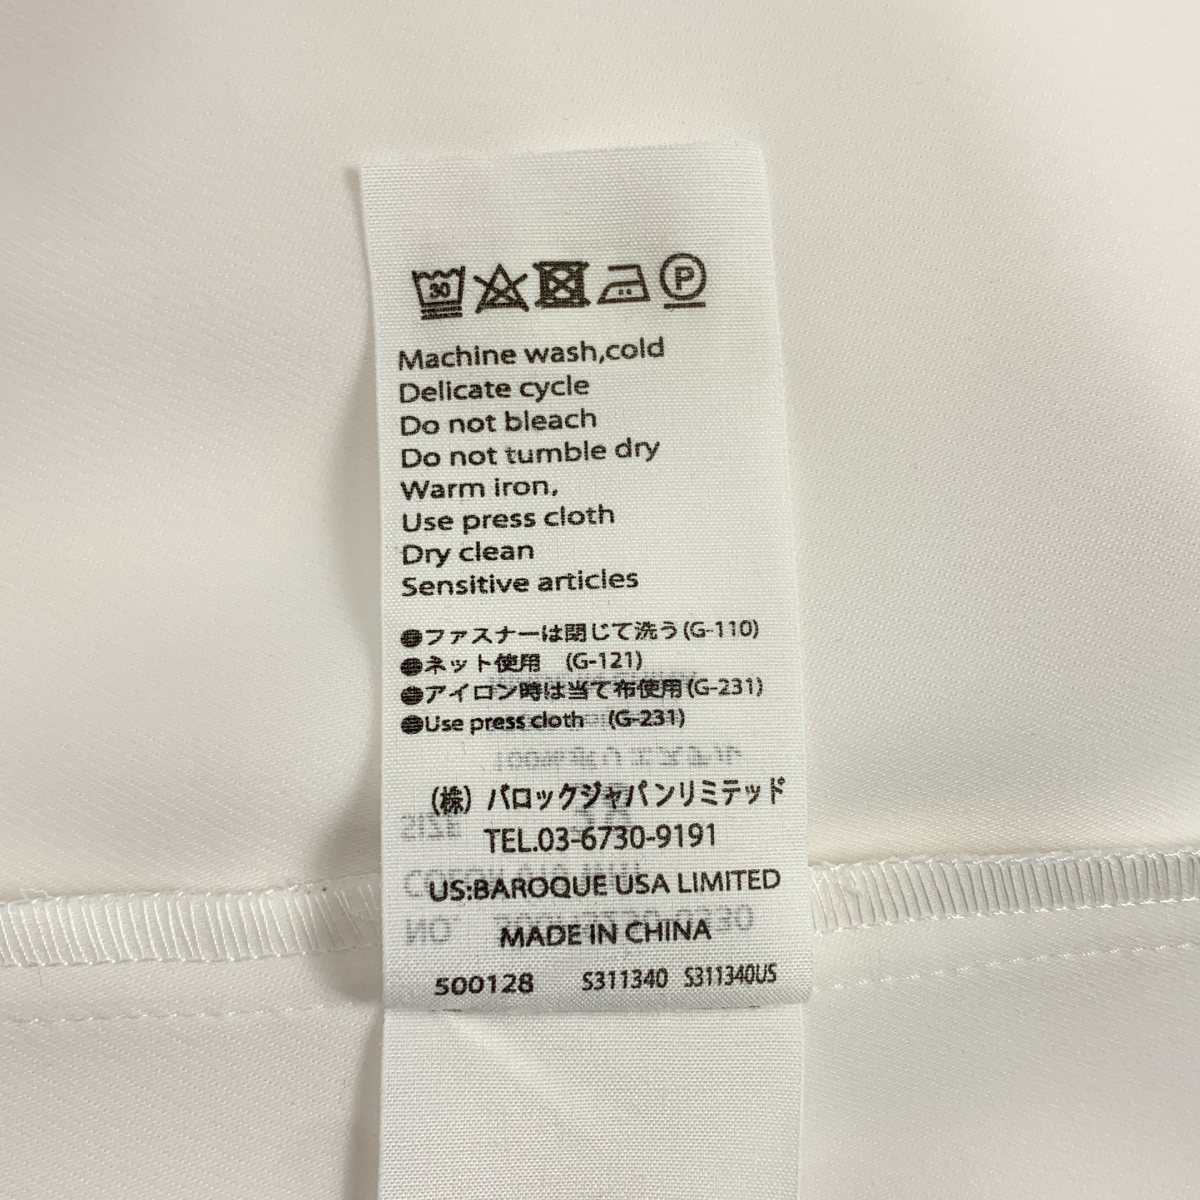 30 P
Machine wash,cold
Delicate cycle
Do not bleach
Do not tumble dry
Warm iron,
Use press cloth
Dry clean
Sensitive articles
●ファスナーは閉じて洗う(G-110)
●ネット使用 (G-121)
●アイロン時は当て布使用(G-231)
●Use press cloth (G-231)
(株) バロックジャパンリミテッド
TEL.03-6730-9191
US:BAROQUE USA LIMITED
MADE IN CHINA
500128 S311340 S311340US